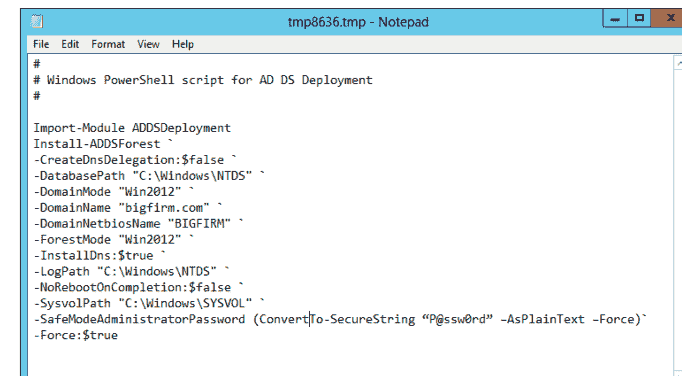 tmp8636.tmp - Notepad
File Edit Format View Help
#
# Windows PowerShell script for AD DS Deployment
#
Import-Module ADDSDeployment
Install-ADDSForest `
-CreateDnsDelegation:$false `
-DatabasePath "C:\Windows\NTDS" `
-DomainMode "Win2012" `
-DomainName "bigfirm.com" `
-DomainNetbiosName "BIGFIRM" `
-ForestMode "Win2012" `
-InstallDns:$true `
-LogPath "C:\Windows\NTDS" `
-NoRebootOnCompletion:$false `
-SysvolPath "C:\Windows\SYSVOL" `
-SafeModeAdministratorPassword (ConvertTo-SecureString “P@ssw0rd” –AsPlainText –Force)`
-Force:$true